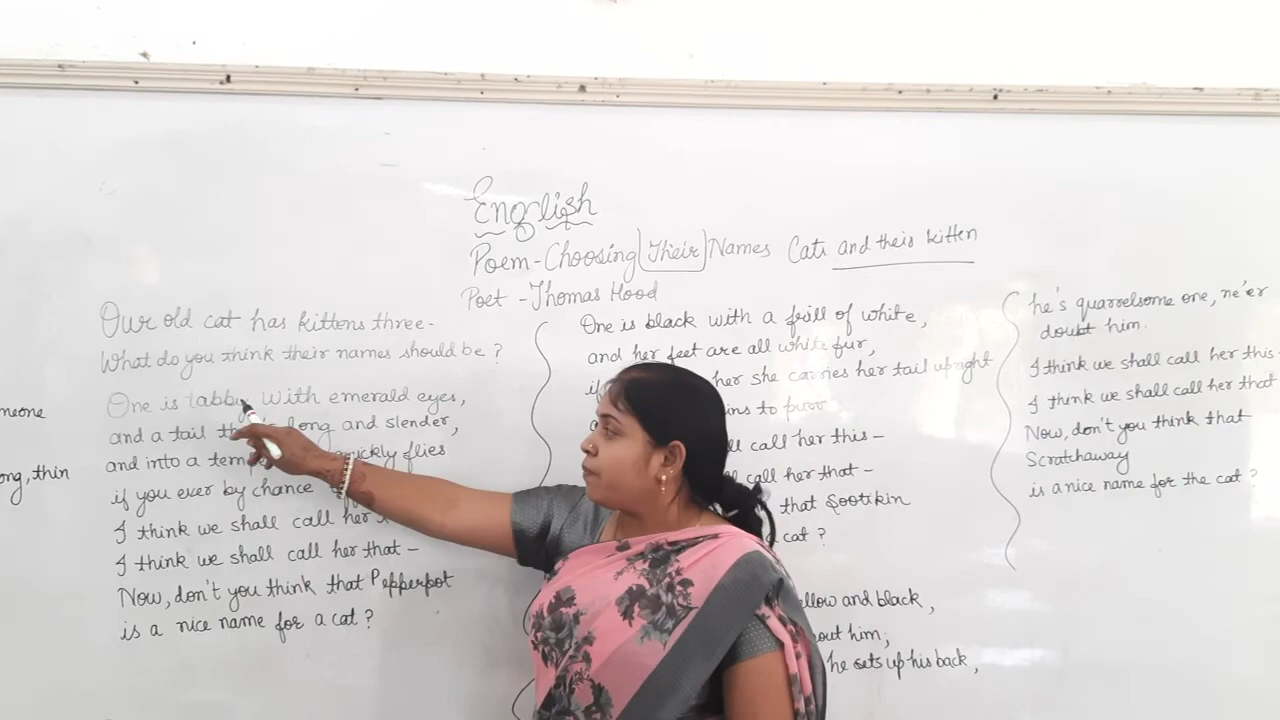 English
Poem-Choosing Their Names Cats and their kitten
Poet - Thomas Hood
meone
ong, thin
Our old cat has kittens three-
What do you think their names should be?
One is tabby with emerald eyes,
and a tail long and slender,
and into a quickly flies
if you ever by chance
I think we shall call her
I think we shall call her that -
Now, don't you think that Pepperpot
is a nice name for a cat?
One is black with a frill of white,
and her feet are all white fur,
her she carries her tail upright
ins to purr
call her this-
call her that -
that Sootikin
cat?
ellow and black,
out him;
he sets up his back,
he's quarrelsome one, ne'er
doubt him.
I think we shall call her this-
I think we shall call her that
Now, don't you think that
Scratchaway
is a nice name for the cat?